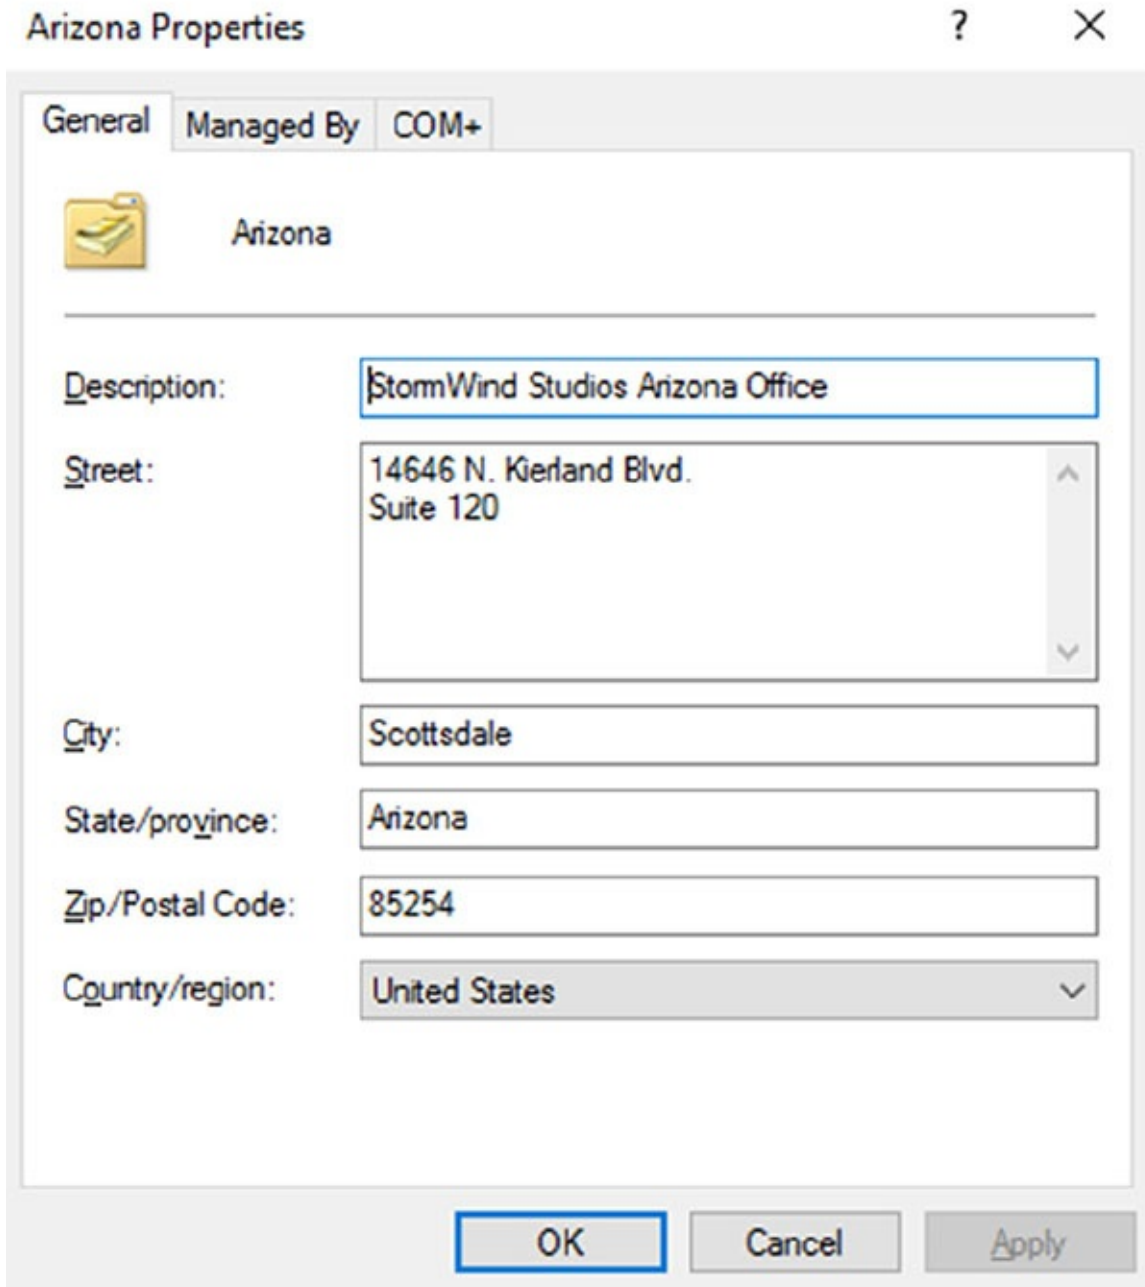 Arizona Properties ? X
General Managed By COM+
Arizona
Description: StormWind Studios Arizona Office
Street: 14646 N. Kierland Blvd.
Suite 120
City: Scottsdale
State/province: Arizona
Zip/Postal Code: 85254
Country/region: United States
OK Cancel Apply